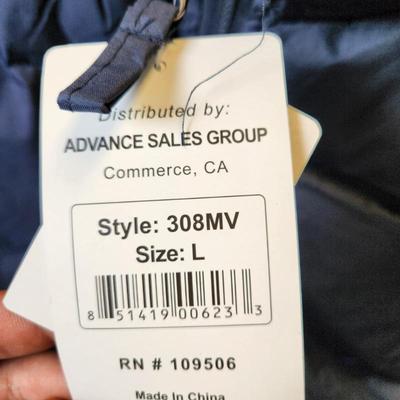 Distributed by:
ADVANCE SALES GROUP
Commerce, CA
Style: 308MV
Size: L
8 51419 00623 3
RN # 109506
Made In China